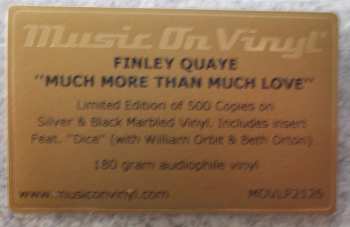 Music On Vinyl®
FINLEY QUAYE
"MUCH MORE THAN MUCH LOVE"
Limited Edition of 500 Copies on
Silver & Black Marbled Vinyl. Includes insert
Feat. "Dice" (with William Orbit & Beth Orton)
180 gram audiophile vinyl
www.musiconvinyl.com MOVLP2125